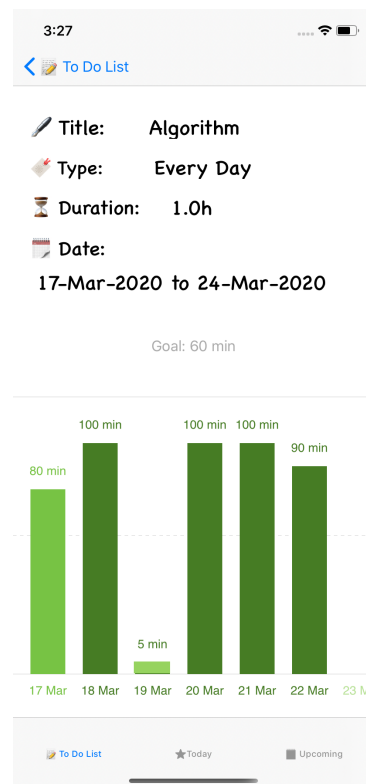 3:27
To Do List
Title: Algorithm
Type: Every Day
Duration: 1.0h
Date:
17-Mar-2020 to 24-Mar-2020
Goal: 60 min
100 min 100 min 100 min
90 min
80 min
5 min
17 Mar 18 Mar 19 Mar 20 Mar 21 Mar 22 Mar 23 M
To Do List Today Upcoming